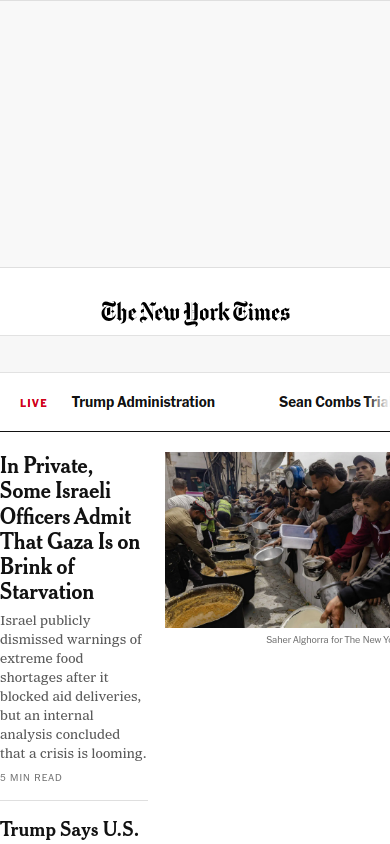 The New York Times
LIVE
Trump Administration
Sean Combs Tria
In Private,
Some Israeli
Officers Admit
That Gaza Is on
Brink of
Starvation
Israel publicly
dismissed warnings of
extreme food
shortages after it
blocked aid deliveries,
but an internal
analysis concluded
that a crisis is looming.
5 MIN READ
Saher Alghorra for The New Yo
Trump Says U.S.